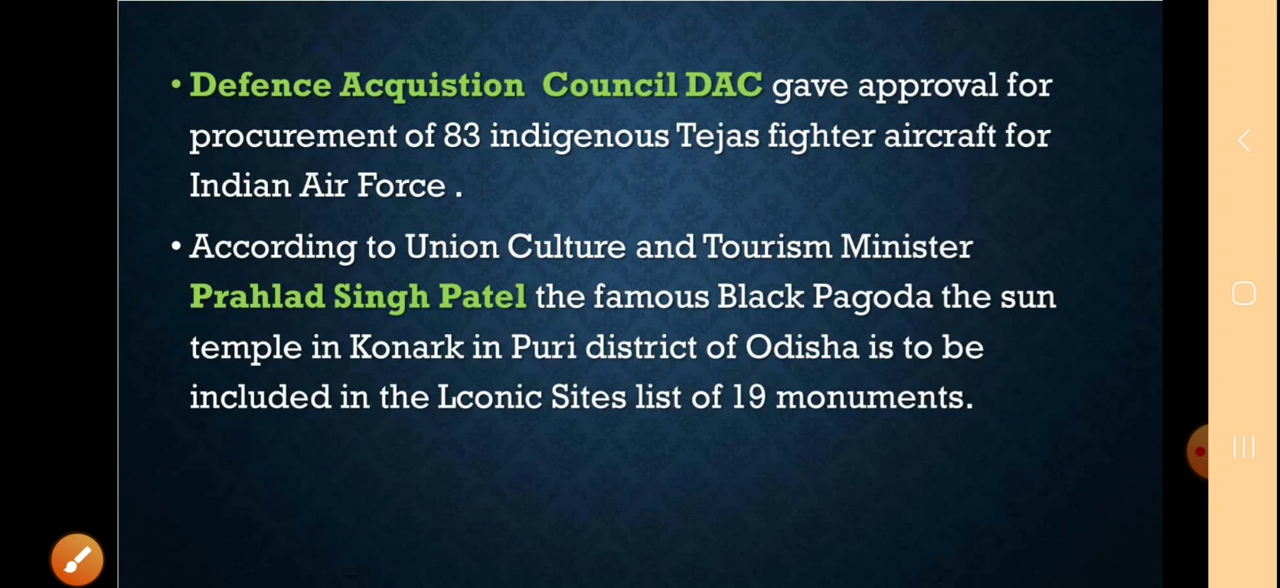 • Defence Acquistion Council DAC gave approval for
procurement of 83 indigenous Tejas fighter aircraft for
Indian Air Force .
• According to Union Culture and Tourism Minister
Prahlad Singh Patel the famous Black Pagoda the sun
temple in Konark in Puri district of Odisha is to be
included in the Lconic Sites list of 19 monuments.